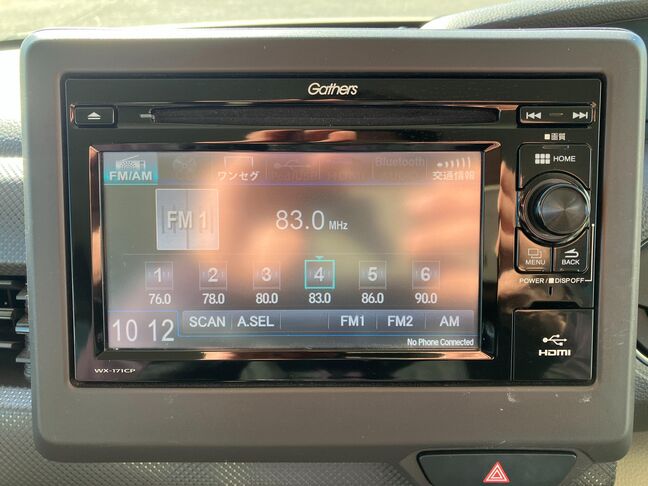 Gathers
画質
HOME
FM/AM
ワンセグ
Bluetooth
交通情報
FM 1
83.0 MHz
MENU
BACK
POWER/ DISP OFF
1 2 3 4 5 6
76.0 78.0 80.0 83.0 86.0 90.0
10 12
SCAN A.SEL FM1 FM2 AM
No Phone Connected
HDMI
WX-171CP